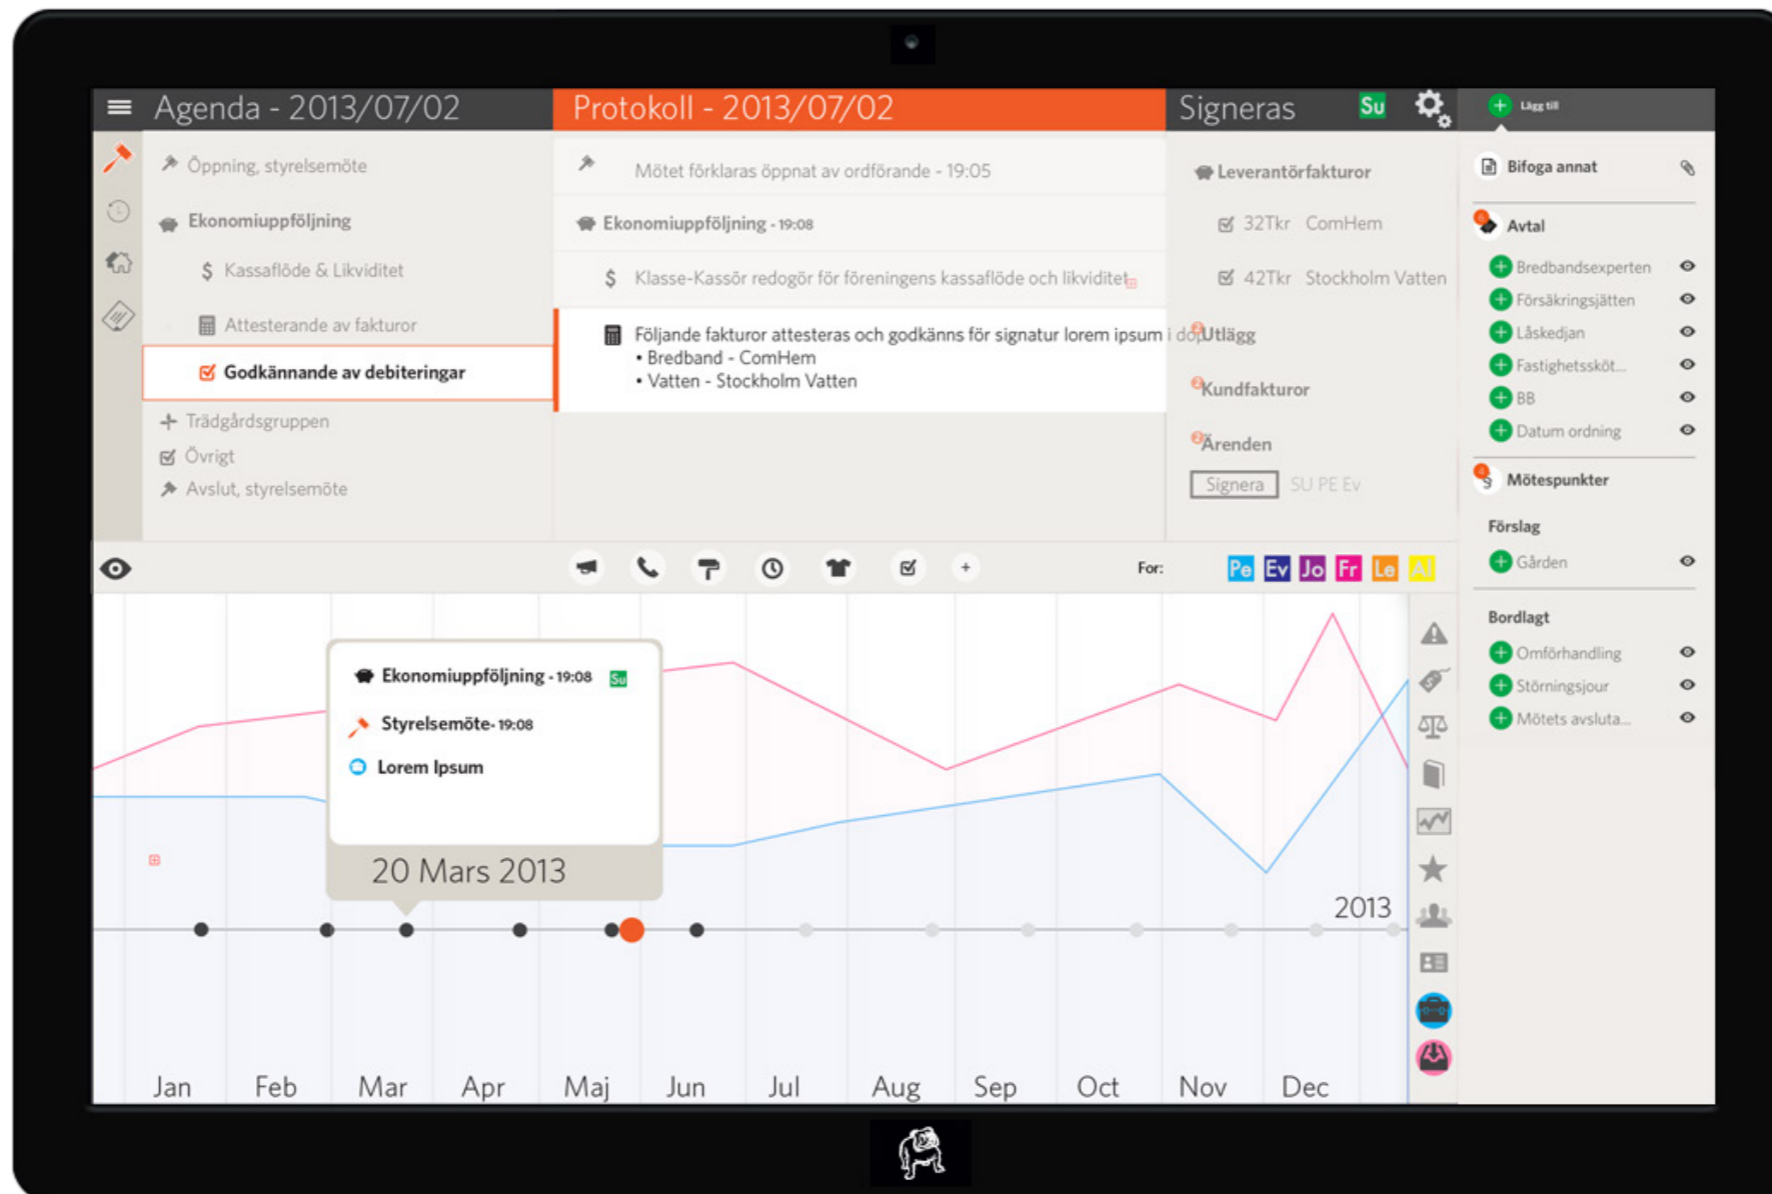 Agenda - 2013/07/02
Öppning, styrelsemöte
Ekonomiuppföljning
$ Kassaflöde & Likviditet
Attesterande av fakturor
Godkännande av debiteringar
Trädgårdsgruppen
Övrigt
Avslut, styrelsemöte
Protokoll - 2013/07/02
Mötet förklaras öppnat av ordförande - 19:05
Ekonomiuppföljning - 19:08
$ Klasse-Kassör redogör för föreningens kassaflöde och likviditet
Följande fakturor attesteras och godkänns för signatur lorem ipsum i do
• Bredband - ComHem
• Vatten - Stockholm Vatten
Signeras Su
Leverantörfakturor
32Tkr ComHem
42Tkr Stockholm Vatten
Utlägg
Kundfakturor
Ärenden
Signera SU PE Ev
Lägg till
Bifoga annat
6
Avtal
Bredbandsexperten
Försäkringsjätten
Låskedjan
Fastighetssköt...
BB
Datum ordning
4
§ Mötespunkter
Förslag
Gården
Bordlagt
Omförhandling
Störningsjour
Mötets avsluta...
+
For: Pe Ev Jo Fr Le Al
Ekonomiuppföljning - 19:08 Su
Styrelsemöte- 19:08
Lorem Ipsum
20 Mars 2013
2013
Jan Feb Mar Apr Maj Jun Jul Aug Sep Oct Nov Dec